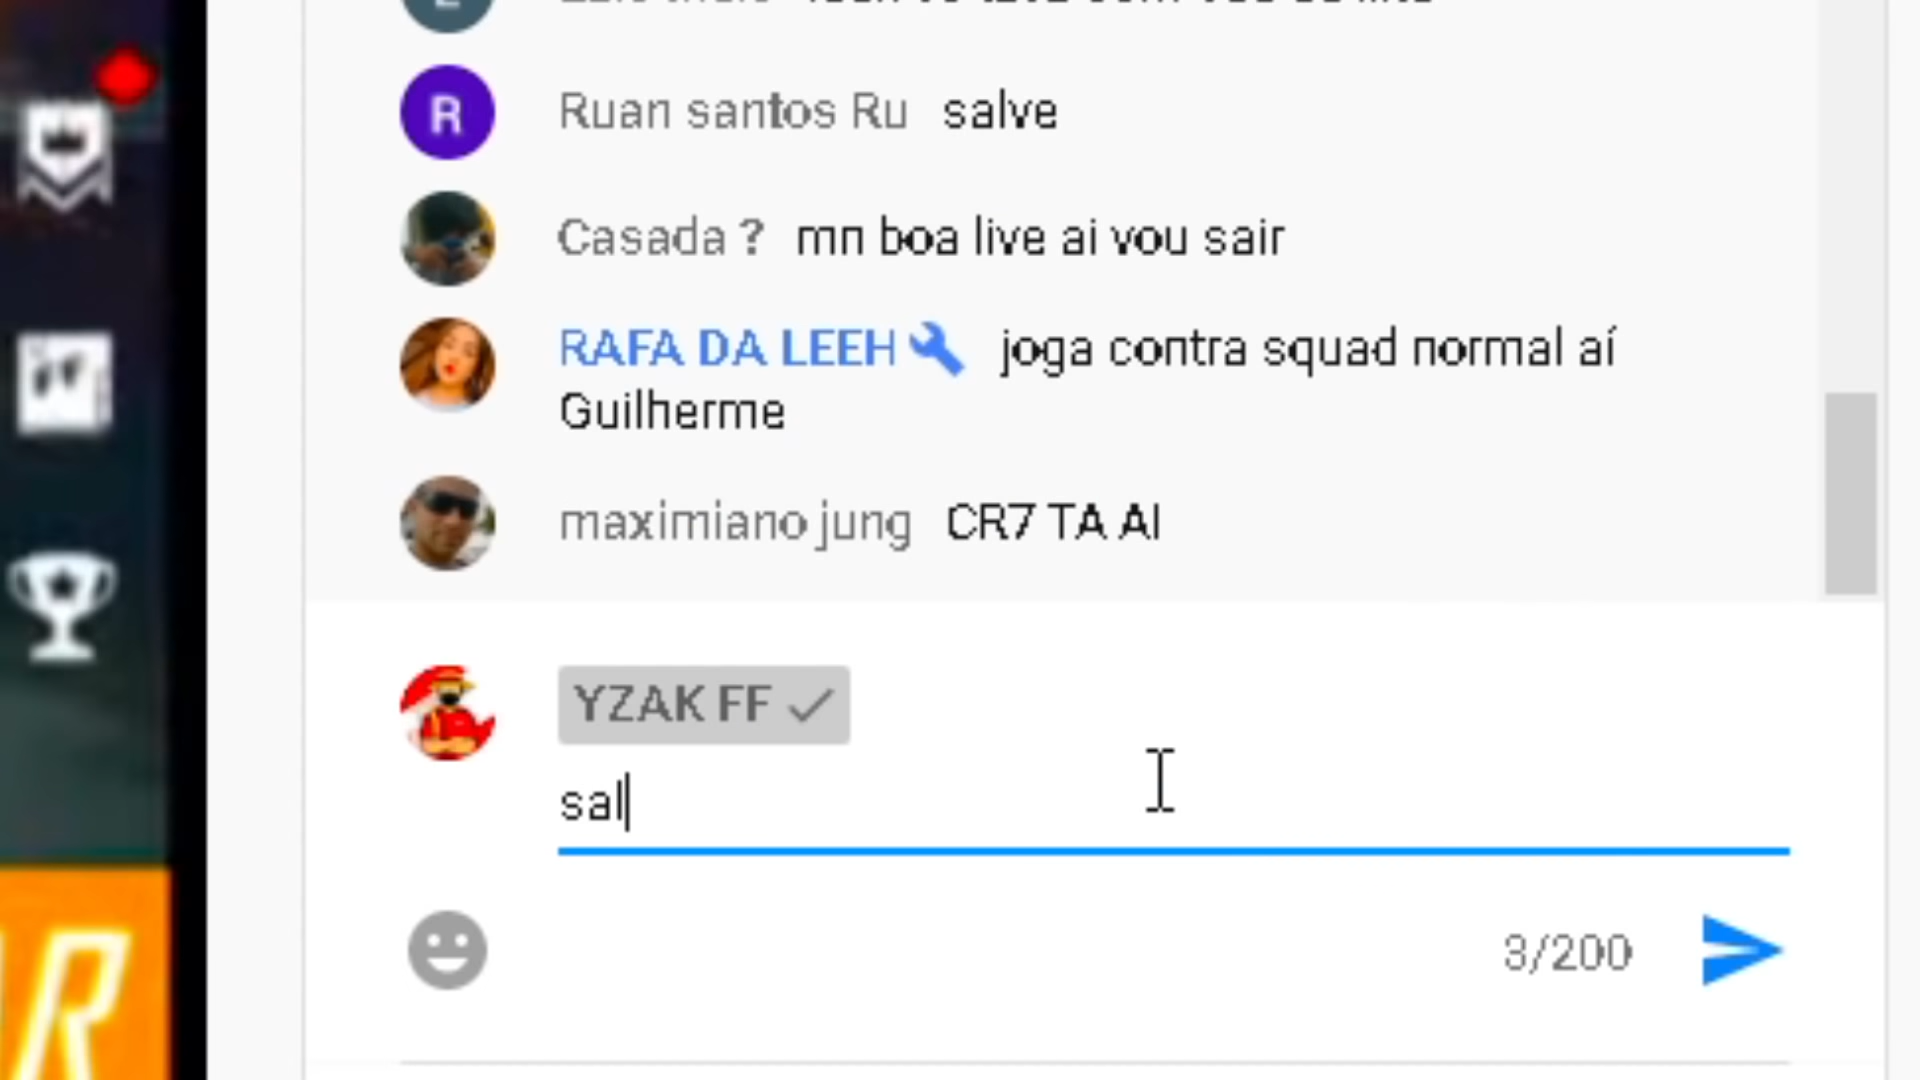 R Ruan santos Ru salve
Casada ? mn boa live ai vou sair
RAFA DA LEEH joga contra squad normal aí
Guilherme
maximiano jung CR7 TA AI
YZAK FF
sal
3/200
R